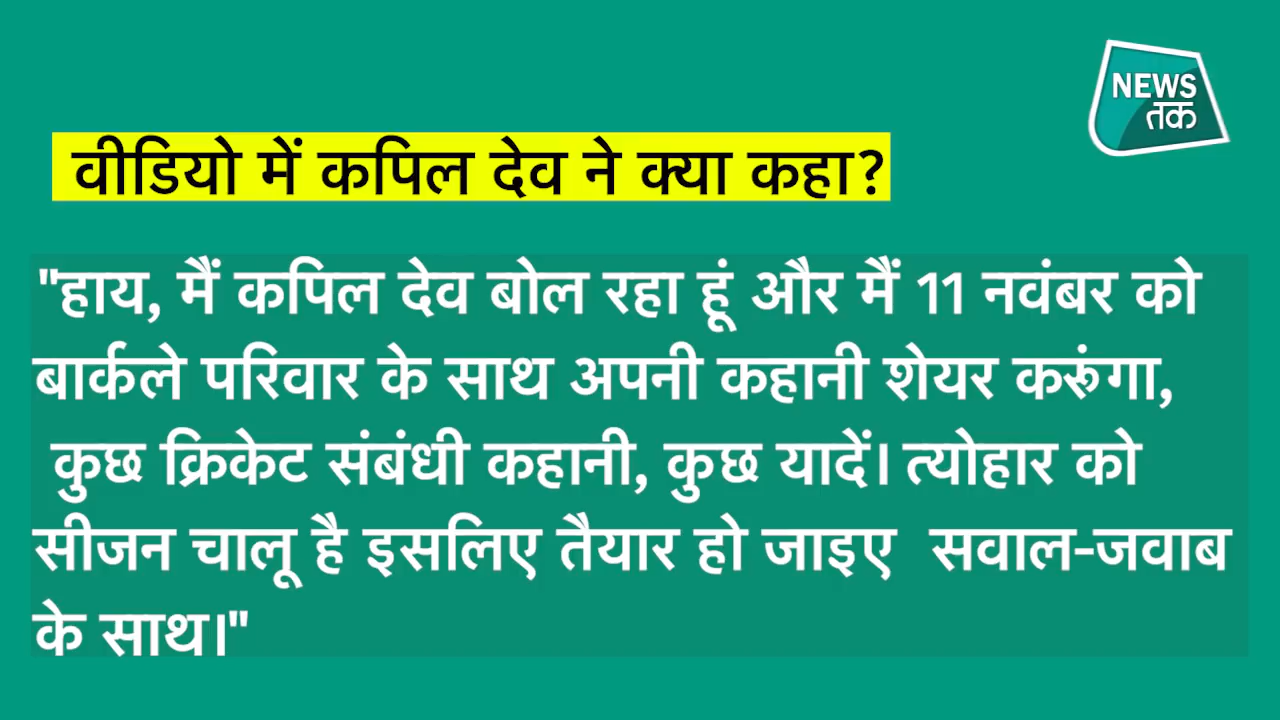 NEWS
तक
वीडियो में कपिल देव ने क्या कहा?
"हाय, मैं कपिल देव बोल रहा हूं और मैं 11 नवंबर को
बार्कले परिवार के साथ अपनी कहानी शेयर करूंगा,
कुछ क्रिकेट संबंधी कहानी, कुछ यादें। त्योहार को
सीजन चालू है इसलिए तैयार हो जाइए सवाल-जवाब
के साथ।"